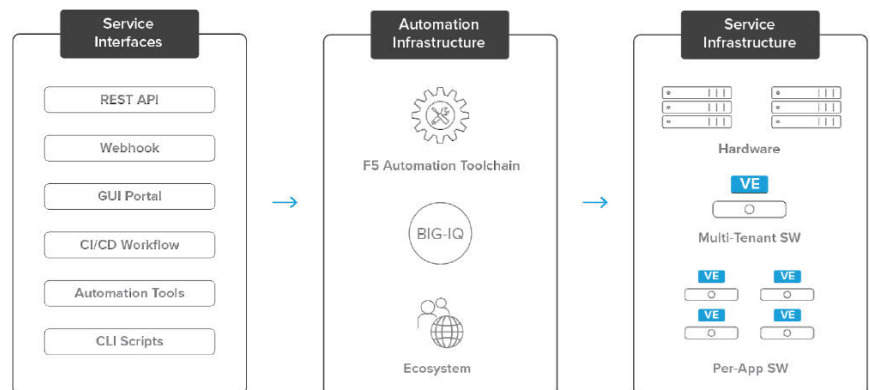 Service
Interfaces
REST API
Webhook
GUI Portal
CI/CD Workflow
Automation Tools
CLI Scripts
Automation
Infrastructure
F5 Automation Toolchain
BIG-IQ
Ecosystem
Service
Infrastructure
Hardware
VE
Multi-Tenant SW
VE VE
VE VE
Per-App SW